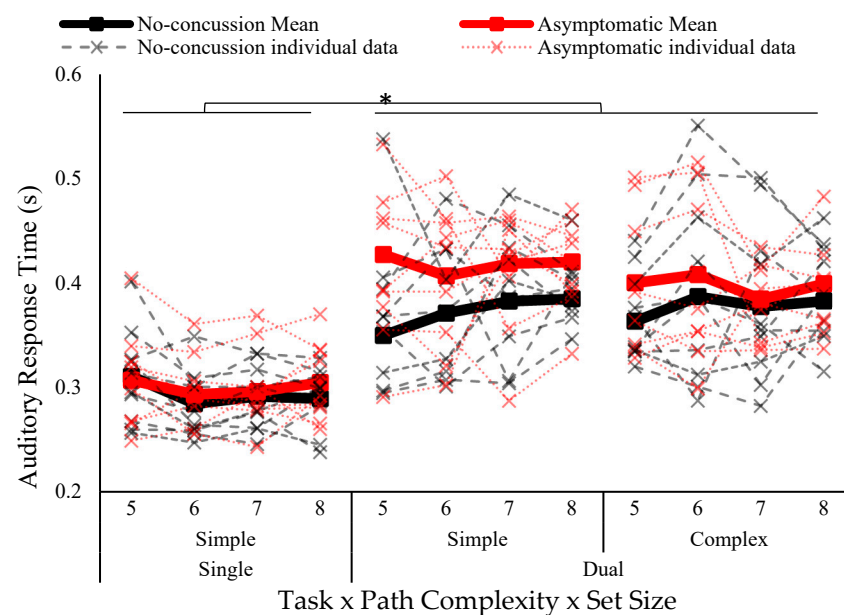 No-concussion Mean Asymptomatic Mean
No-concussion individual data Asymptomatic individual data
0.6
*
0.5
0.4
0.3
0.2
Auditory Response Time (s)
5 6 7 8 5 6 7 8 5 6 7 8
Simple Simple Complex
Single Dual
Task x Path Complexity x Set Size